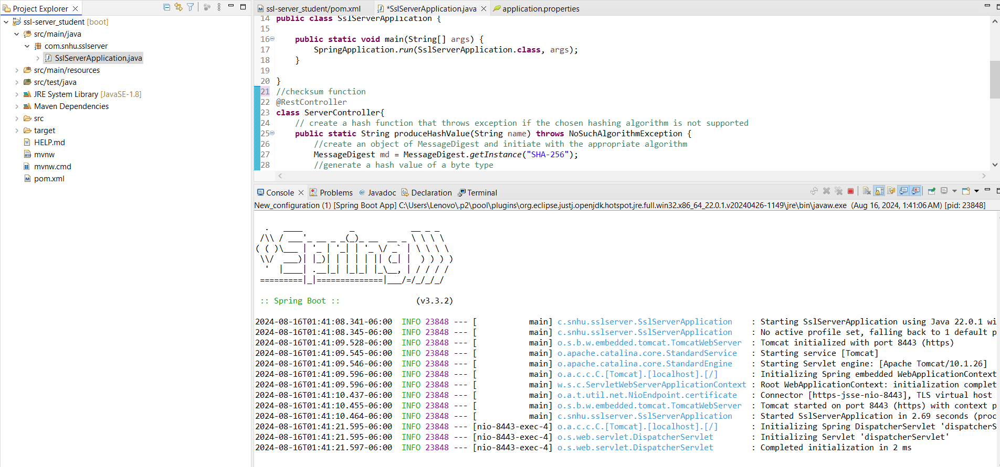 Project Explorer
ssl-server_student [boot]
src/main/java
com.snhu.sslserver
SslServerApplication.java
src/main/resources
src/test/java
JRE System Library [JavaSE-1.8]
Maven Dependencies
src
target
HELP.md
mvnw
mvnw.cmd
pom.xml
ssl-server_student/pom.xml
*SslServerApplication.java
application.properties
14 public class SslServerApplication {
15
16     public static void main(String[] args) {
17         SpringApplication.run(SslServerApplication.class, args);
18     }
19
20 }
21 //checksum function
22 @RestController
23 class ServerController{
24     // create a hash function that throws exception if the chosen hashing algorithm is not supported
25     public static String produceHashValue(String name) throws NoSuchAlgorithmException {
26         //create an object of MessageDigest and initiate with the appropriate algorithm
27         MessageDigest md = MessageDigest.getInstance("SHA-256");
28         //generate a hash value of a byte type
Console Problems @ Javadoc Declaration Terminal
New_configuration (1) [Spring Boot App] C:\Users\Lenovo\.p2\pool\plugins\org.eclipse.justj.openjdk.hotspot.jre.full.win32.x86_64_22.0.1.v20240426-1149\jre\bin\javaw.exe (Aug 16, 2024, 1:41:06 AM) [pid: 23848]
  .   ____          _            __ _ _
 /\\ / ___'_ __ _ _(_)_ __  __ _ \ \ \ \
( ( )\___ | '_ | '_| | '_ \/ _` | \ \ \ \
 \\/  ___)| |_)| | | | | || (_| |  ) ) ) )
  '  |____| .__|_| |_|_| |_\__, | / / / /
 =========|_|==============|___/=/_/_/_/
 :: Spring Boot ::                (v3.3.2)
2024-08-16T01:41:08.341-06:00  INFO 23848 --- [           main] c.snhu.sslserver.SslServerApplication    : Starting SslServerApplication using Java 22.0.1 wi
2024-08-16T01:41:08.345-06:00  INFO 23848 --- [           main] c.snhu.sslserver.SslServerApplication    : No active profile set, falling back to 1 default p
2024-08-16T01:41:09.528-06:00  INFO 23848 --- [           main] o.s.b.w.embedded.tomcat.TomcatWebServer  : Tomcat initialized with port 8443 (https)
2024-08-16T01:41:09.545-06:00  INFO 23848 --- [           main] o.apache.catalina.core.StandardService   : Starting service [Tomcat]
2024-08-16T01:41:09.546-06:00  INFO 23848 --- [           main] o.apache.catalina.core.StandardEngine    : Starting Servlet engine: [Apache Tomcat/10.1.26]
2024-08-16T01:41:09.596-06:00  INFO 23848 --- [           main] o.a.c.c.C.[Tomcat].[localhost].[/]       : Initializing Spring embedded WebApplicationContext
2024-08-16T01:41:09.596-06:00  INFO 23848 --- [           main] w.s.c.ServletWebServerApplicationContext : Root WebApplicationContext: initialization complet
2024-08-16T01:41:10.437-06:00  INFO 23848 --- [           main] o.a.t.util.net.NioEndpoint.certificate   : Connector [https-jsse-nio-8443], TLS virtual host
2024-08-16T01:41:10.455-06:00  INFO 23848 --- [           main] o.s.b.w.embedded.tomcat.TomcatWebServer  : Tomcat started on port 8443 (https) with context p
2024-08-16T01:41:10.464-06:00  INFO 23848 --- [           main] c.snhu.sslserver.SslServerApplication    : Started SslServerApplication in 2.69 seconds (proc
2024-08-16T01:41:21.595-06:00  INFO 23848 --- [nio-8443-exec-4] o.a.c.c.C.[Tomcat].[localhost].[/]       : Initializing Spring DispatcherServlet 'dispatcherS
2024-08-16T01:41:21.595-06:00  INFO 23848 --- [nio-8443-exec-4] o.s.web.servlet.DispatcherServlet        : Initializing Servlet 'dispatcherServlet'
2024-08-16T01:41:21.597-06:00  INFO 23848 --- [nio-8443-exec-4] o.s.web.servlet.DispatcherServlet        : Completed initialization in 2 ms